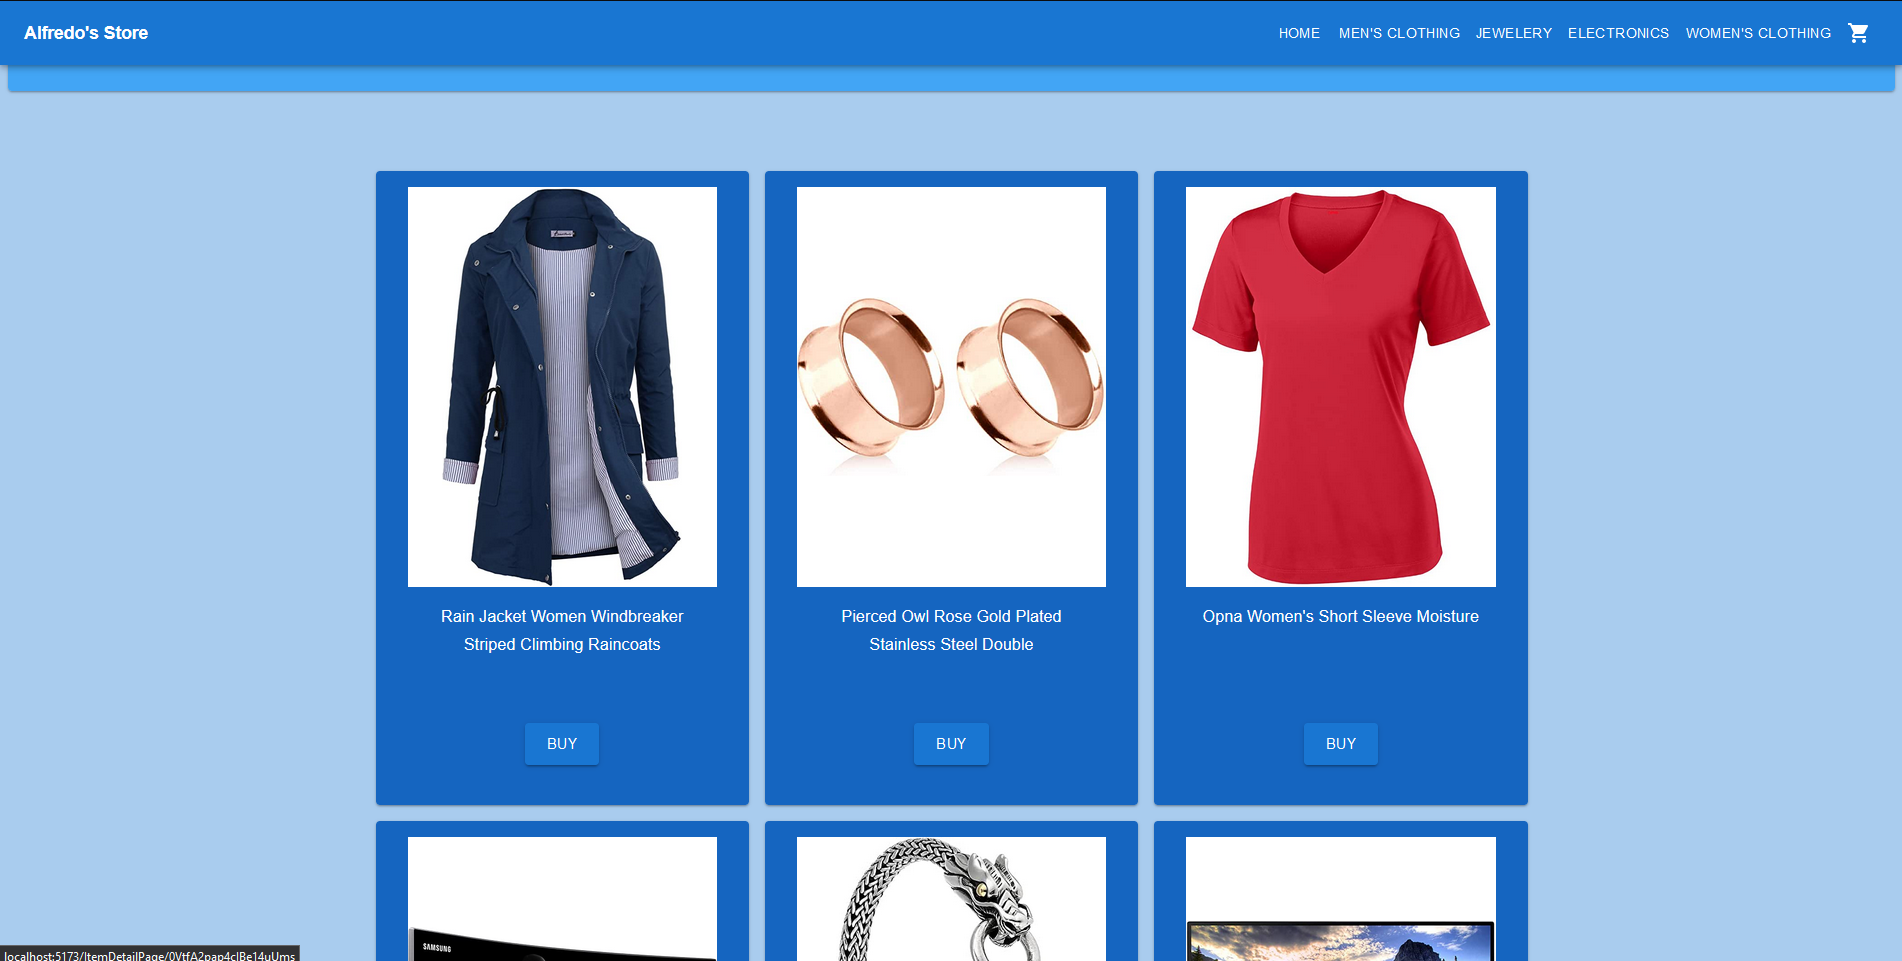 Alfredo's Store
HOME
MEN'S CLOTHING
JEWELERY
ELECTRONICS
WOMEN'S CLOTHING
Rain Jacket Women Windbreaker
Striped Climbing Raincoats
Pierced Owl Rose Gold Plated
Stainless Steel Double
Opna Women's Short Sleeve Moisture
BUY
BUY
BUY
SAMSUNG
localhost:5173/ItemDetailPage/0VtfA2pap4clBe14uUms